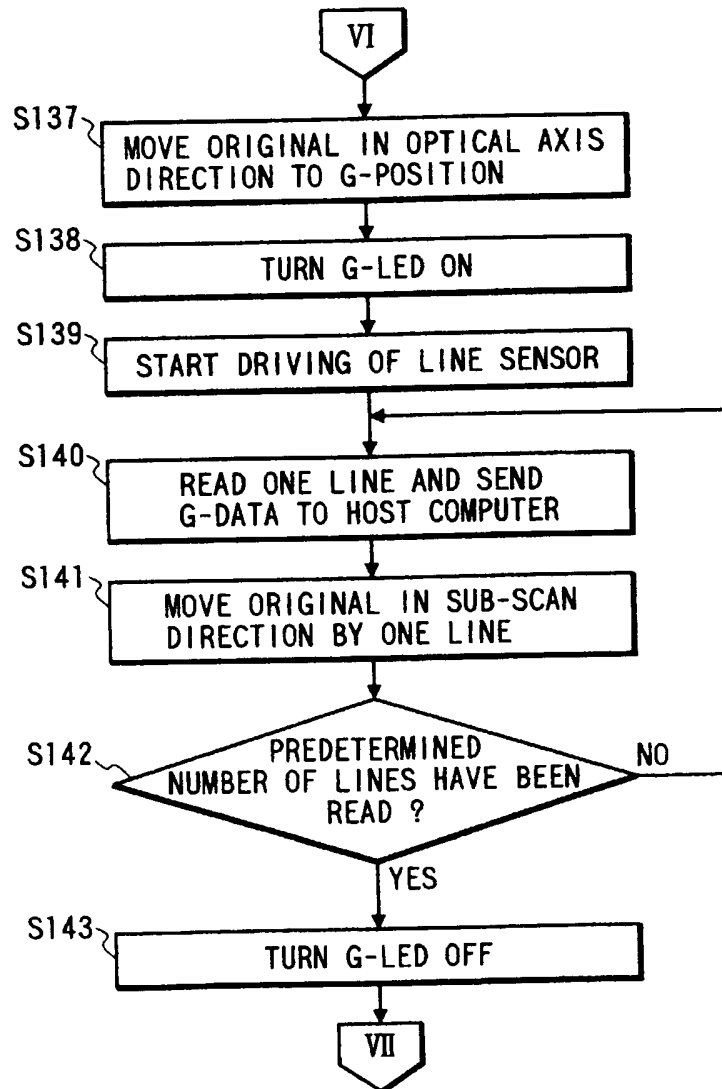 VI
S137
MOVE ORIGINAL IN OPTICAL AXIS
DIRECTION TO G-POSITION
S138
TURN G-LED ON
S139
START DRIVING OF LINE SENSOR
S140
READ ONE LINE AND SEND
G-DATA TO HOST COMPUTER
S141
MOVE ORIGINAL IN SUB-SCAN
DIRECTION BY ONE LINE
S142
PREDETERMINED
NUMBER OF LINES HAVE BEEN
READ ?
NO
YES
S143
TURN G-LED OFF
VII